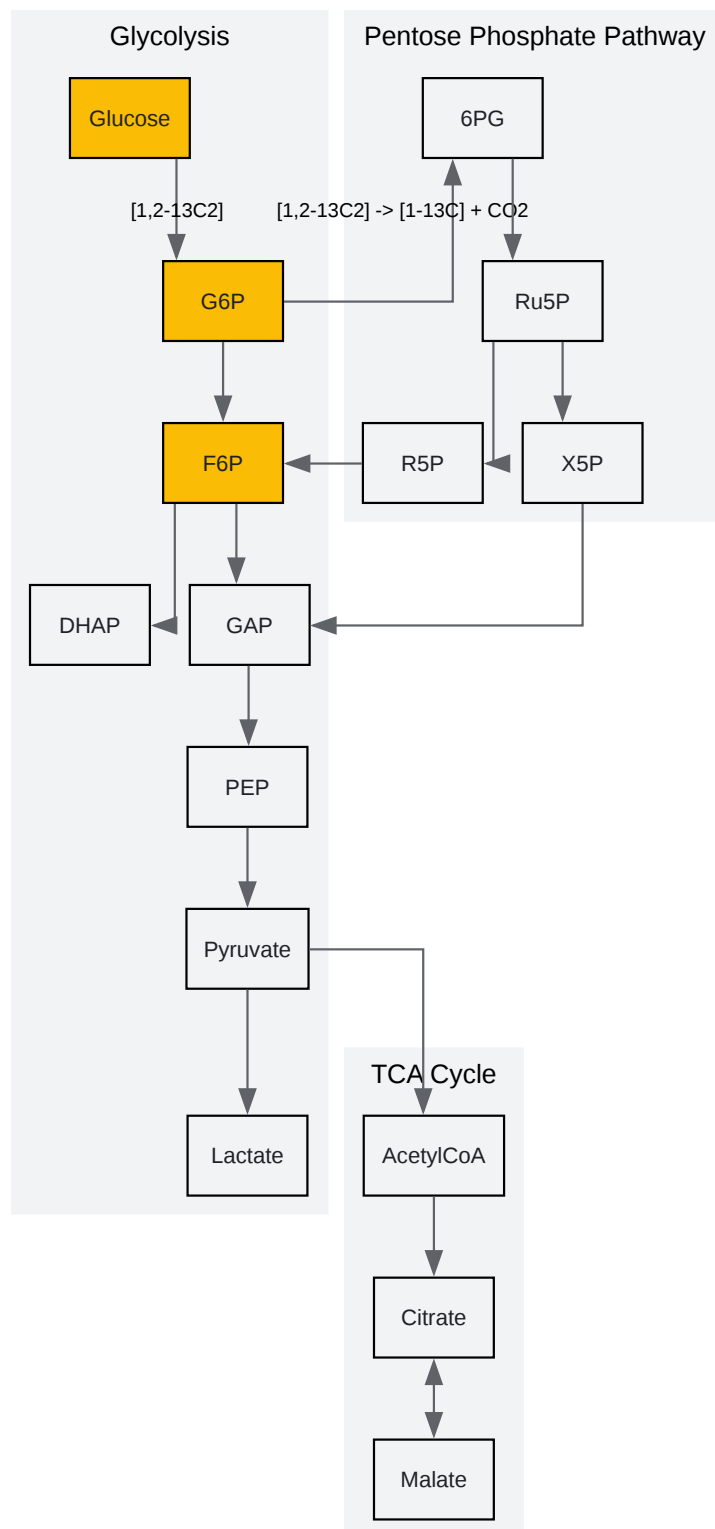 Glycolysis
Pentose Phosphate Pathway
Glucose
6PG
[1,2-13C2]
[1,2-13C2] -> [1-13C] + CO2
G6P
Ru5P
F6P
R5P
X5P
DHAP
GAP
PEP
Pyruvate
TCA Cycle
Lactate
AcetylCoA
Citrate
Malate